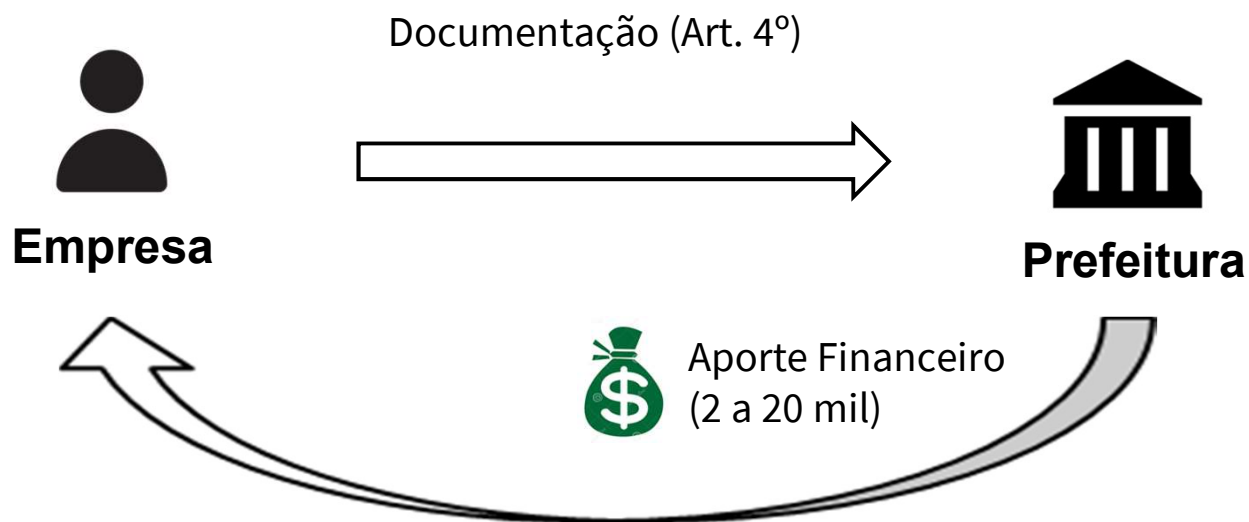 Documentação (Art. 4º)
Empresa
Prefeitura
$ Aporte Financeiro
(2 a 20 mil)